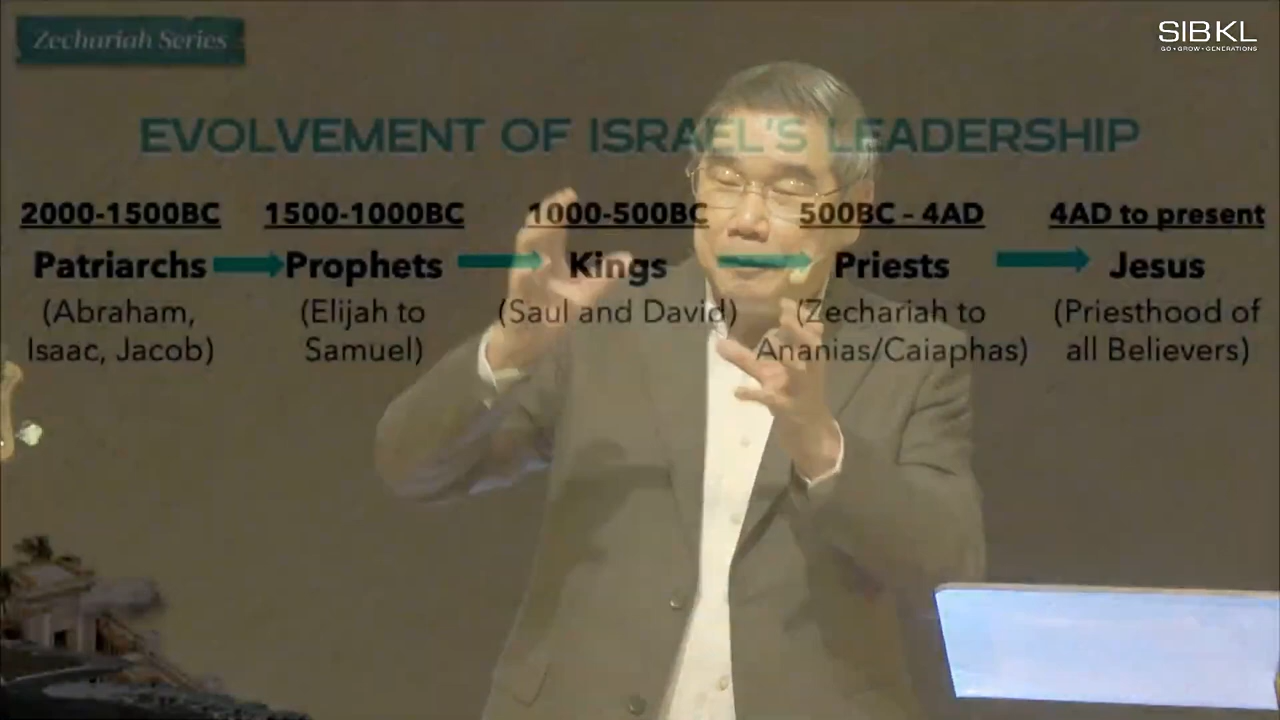 Zechariah Series
SIBKL
GO • GROW • GENERATIONS
EVOLVEMENT OF ISRAEL'S LEADERSHIP
2000-1500BC 1500-1000BC 1000-500BC 500BC - 4AD 4AD to present
Patriarchs Prophets Kings Priests Jesus
(Abraham, (Elijah to (Saul and David) (Zechariah to (Priesthood of
Isaac, Jacob) Samuel) Ananias/Caiaphas) all Believers)